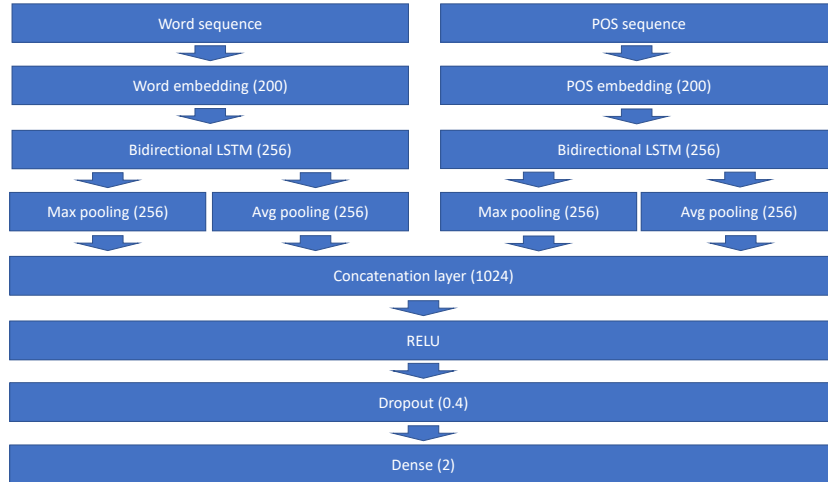 Word sequence
POS sequence
Word embedding (200)
POS embedding (200)
Bidirectional LSTM (256)
Bidirectional LSTM (256)
Max pooling (256)
Avg pooling (256)
Max pooling (256)
Avg pooling (256)
Concatenation layer (1024)
RELU
Dropout (0.4)
Dense (2)